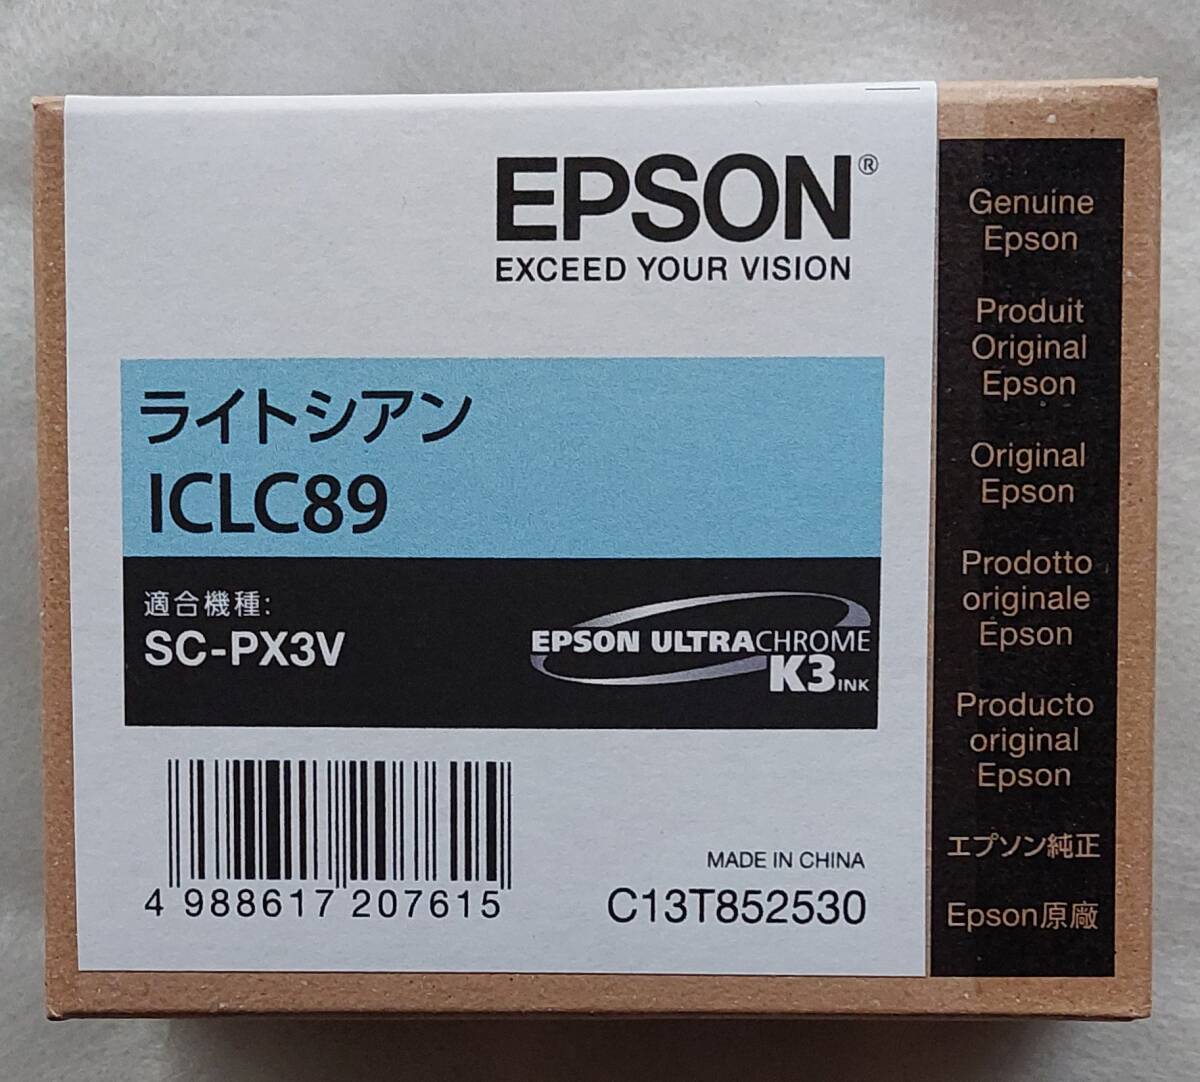 EPSON®
EXCEED YOUR VISION
ライトシアン
ICLC89
適合機種:
SC-PX3V
EPSON ULTRACHROME
K3 INK
4 988617 207615
MADE IN CHINA
C13T852530
Genuine
Epson
Produit
Original
Epson
Original
Epson
Prodotto
originale
Epson
Producto
original
Epson
エプソン純正
Epson原廠